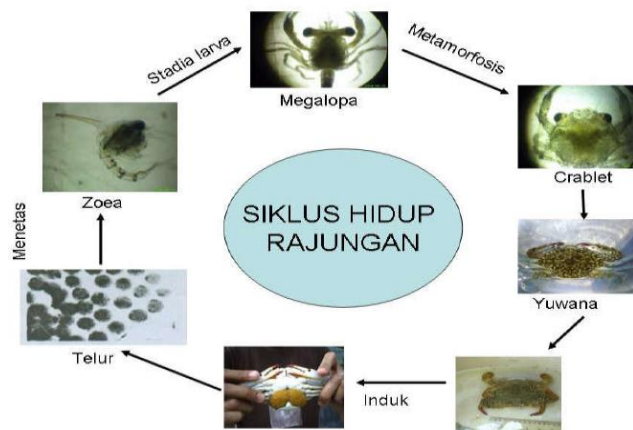 Stadia larva
Metamorfosis
Megalopa
Crablet
Zoea
Menetas
SIKLUS HIDUP
RAJUNGAN
Yuwana
Telur
Induk